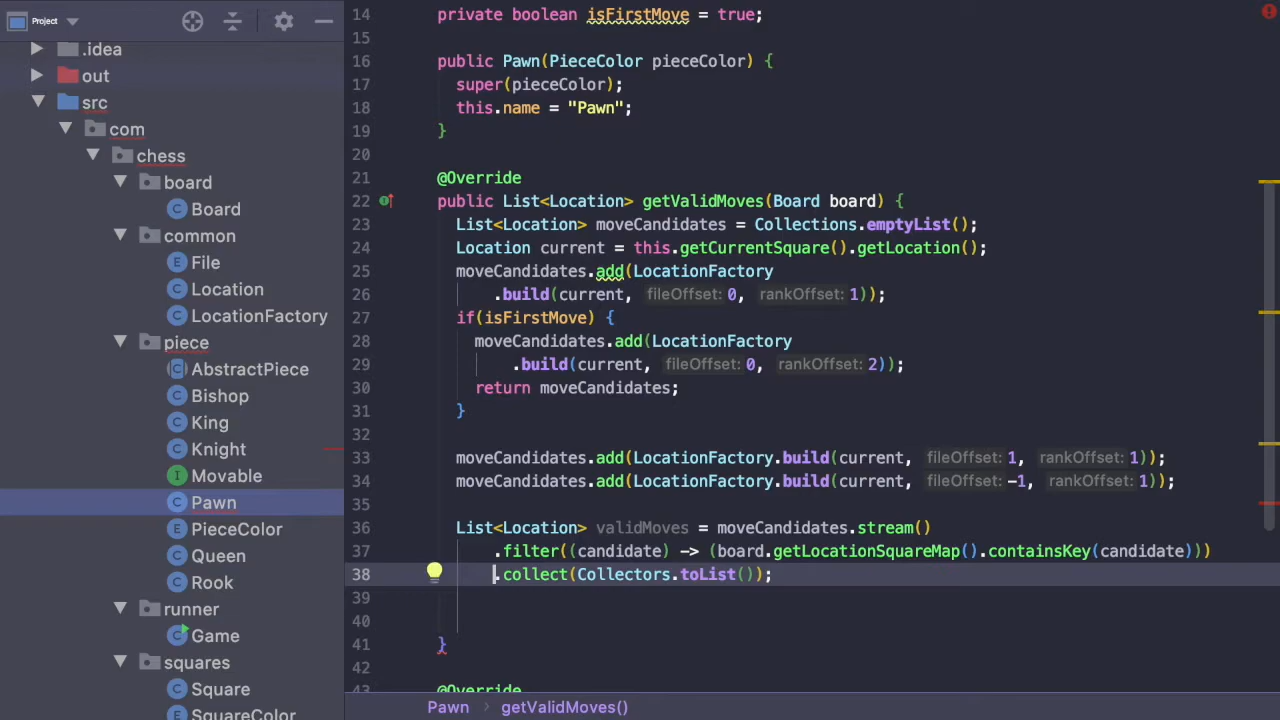 Project
.idea
out
src
com
chess
board
Board
common
File
Location
LocationFactory
piece
AbstractPiece
Bishop
King
Knight
Movable
Pawn
PieceColor
Queen
Rook
runner
Game
squares
Square
SquareColor
14 private boolean isFirstMove = true;
15
16 public Pawn(PieceColor pieceColor) {
17 super(pieceColor);
18 this.name = "Pawn";
19 }
20
21 @Override
22 public List<Location> getValidMoves(Board board) {
23 List<Location> moveCandidates = Collections.emptyList();
24 Location current = this.getCurrentSquare().getLocation();
25 moveCandidates.add(LocationFactory
26 .build(current, fileOffset: 0, rankOffset: 1));
27 if(isFirstMove) {
28 moveCandidates.add(LocationFactory
29 .build(current, fileOffset: 0, rankOffset: 2));
30 return moveCandidates;
31 }
32
33 moveCandidates.add(LocationFactory.build(current, fileOffset: 1, rankOffset: 1));
34 moveCandidates.add(LocationFactory.build(current, fileOffset: -1, rankOffset: 1));
35
36 List<Location> validMoves = moveCandidates.stream()
37 .filter((candidate) -> (board.getLocationSquareMap().containsKey(candidate)))
38 .collect(Collectors.toList());
39
40
41 }
42
43 @Override
Pawn > getValidMoves()